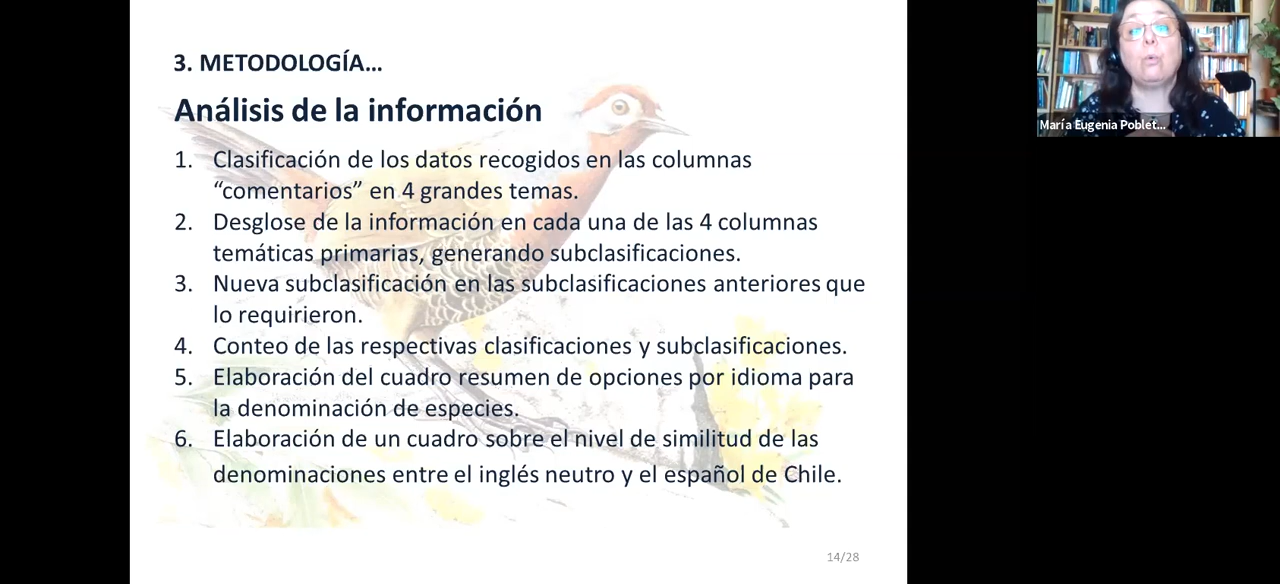 3. METODOLOGÍA...
Análisis de la información
1. Clasificación de los datos recogidos en las columnas
“comentarios” en 4 grandes temas.
2. Desglose de la información en cada una de las 4 columnas
temáticas primarias, generando subclasificaciones.
3. Nueva subclasificación en las subclasificaciones anteriores que
lo requirieron.
4. Conteo de las respectivas clasificaciones y subclasificaciones.
5. Elaboración del cuadro resumen de opciones por idioma para
la denominación de especies.
6. Elaboración de un cuadro sobre el nivel de similitud de las
denominaciones entre el inglés neutro y el español de Chile.
14/28
María Eugenia Poblet...